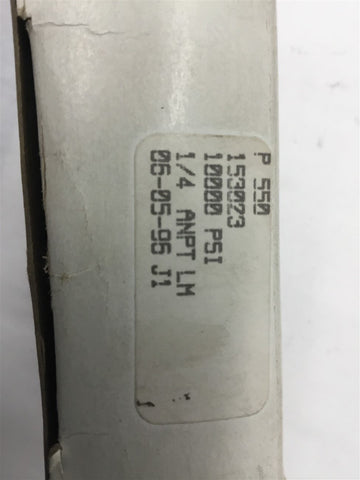 P 550
153023
10000 PSI
1/4 ANPT LM
06-05-96 J1